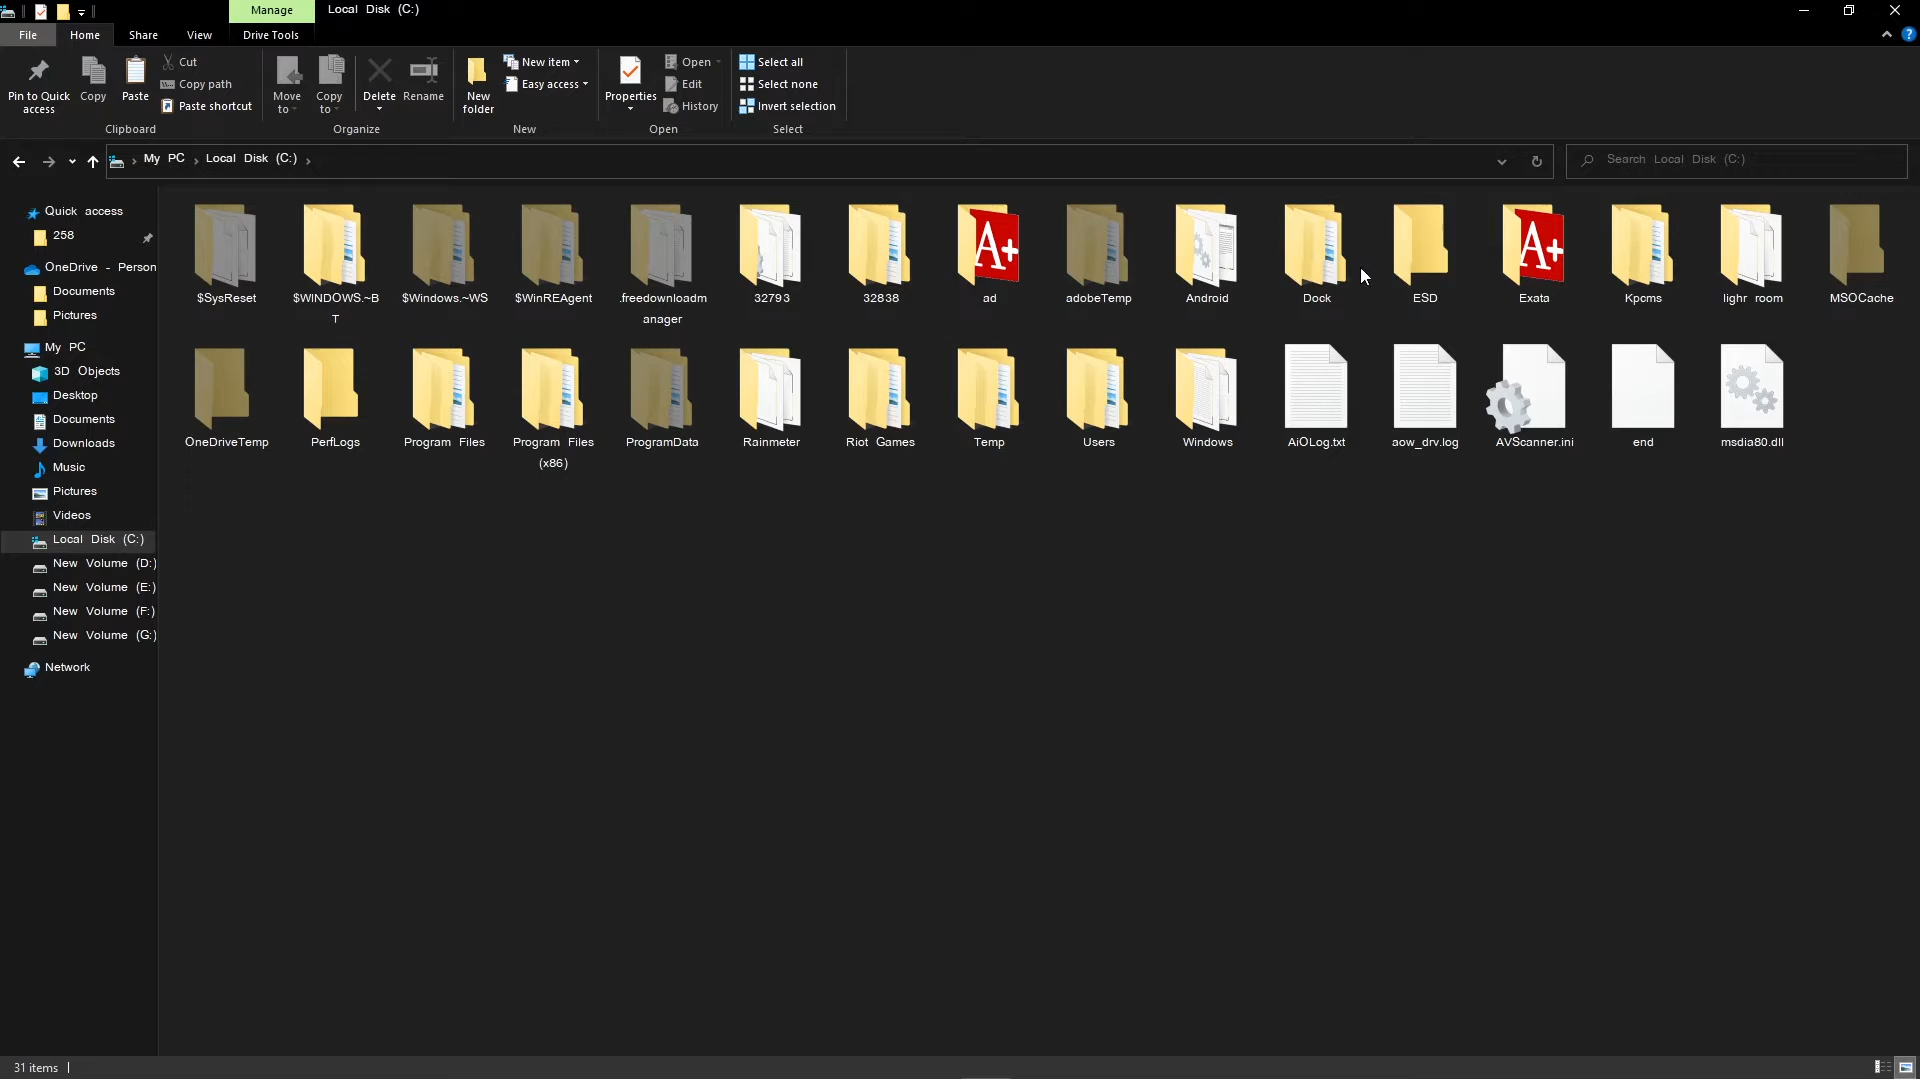 Manage
Local Disk (C:)
File
Home
Share
View
Drive Tools
Pin to Quick
access
Copy
Paste
Cut
Copy path
Paste shortcut
Clipboard
Move
to
Copy
to
Delete
Rename
Organize
New
folder
New item
Easy access
New
Properties
Open
Edit
History
Open
Select all
Select none
Invert selection
Select
My PC
Local Disk (C:)
Search Local Disk (C:)
Quick access
258
OneDrive - Person
Documents
Pictures
My PC
3D Objects
Desktop
Documents
Downloads
Music
Pictures
Videos
Local Disk (C:)
New Volume (D:)
New Volume (E:)
New Volume (F:)
New Volume (G:)
Network
$SysReset
$WINDOWS.~B
T
$Windows.~WS
$WinREAgent
.freedownloadm
anager
32793
32838
A+
ad
adobeTemp
Android
Dock
ESD
A+
Exata
Kpcms
lighr room
MSOCache
OneDriveTemp
PerfLogs
Program Files
Program Files
(x86)
ProgramData
Rainmeter
Riot Games
Temp
Users
Windows
AiOLog.txt
aow_drv.log
AVScanner.ini
end
msdia80.dll
31 items